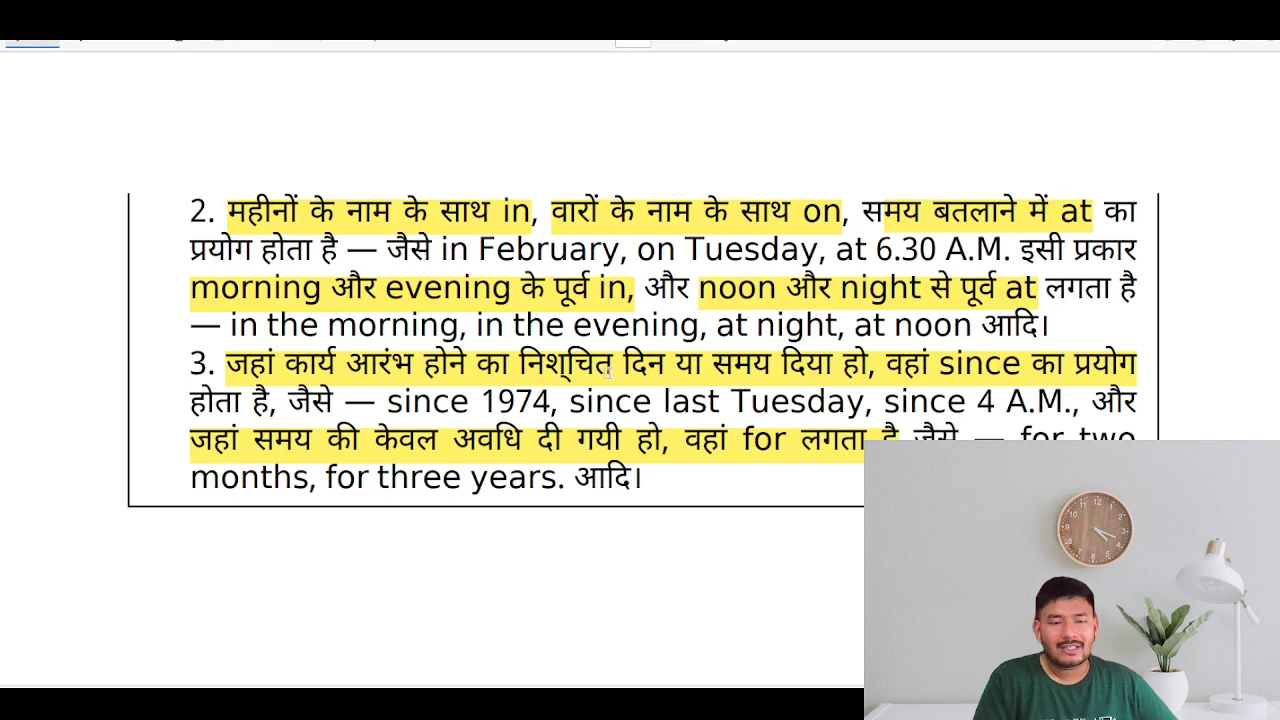 2. महीनों के नाम के साथ in, वारों के नाम के साथ on, समय बतलाने में at का
प्रयोग होता है — जैसे in February, on Tuesday, at 6.30 A.M. इसी प्रकार
morning और evening के पूर्व in, और noon और night से पूर्व at लगता है
— in the morning, in the evening, at night, at noon आदि।
3. जहां कार्य आरंभ होने का निश्चित दिन या समय दिया हो, वहां since का प्रयोग
होता है, जैसे — since 1974, since last Tuesday, since 4 A.M., और
जहां समय की केवल अवधि दी गयी हो, वहां for लगता है जैसे — for two
months, for three years. आदि।